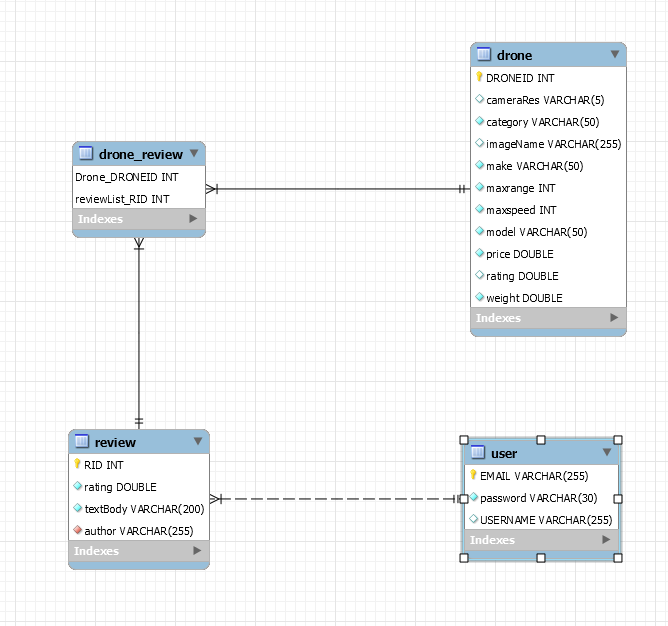 drone
DRONEID INT
cameraRes VARCHAR(5)
category VARCHAR(50)
imageName VARCHAR(255)
make VARCHAR(50)
maxrange INT
maxspeed INT
model VARCHAR(50)
price DOUBLE
rating DOUBLE
weight DOUBLE
Indexes
drone_review
Drone_DRONEID INT
reviewList_RID INT
Indexes
review
RID INT
rating DOUBLE
textBody VARCHAR(200)
author VARCHAR(255)
Indexes
user
EMAIL VARCHAR(255)
password VARCHAR(30)
USERNAME VARCHAR(255)
Indexes